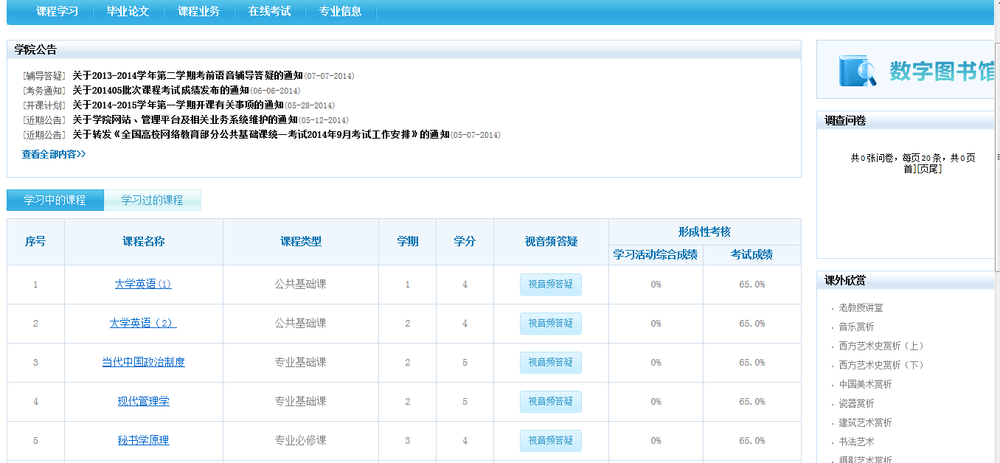 课程学习 毕业论文 课程业务 在线考试 专业信息
学院公告
[辅导答疑] 关于2013-2014学年第二学期考前语音辅导答疑的通知(07-07-2014)
[考务通知] 关于201405批次课程考试成绩发布的通知(06-06-2014)
[开课计划] 关于2014-2015学年第一学期开课有关事项的通知(05-28-2014)
[近期公告] 关于学院网站、管理平台及相关业务系统维护的通知(05-12-2014)
[近期公告] 关于转发《全国高校网络教育部分公共基础课统一考试2014年9月考试工作安排》的通知(05-07-2014)
查看全部内容>>
学习中的课程 学习过的课程
序号 课程名称 课程类型 学期 学分 视音频答疑 形成性考核
学习活动综合成绩 考试成绩
1 大学英语(1) 公共基础课 1 4 视音频答疑 0% 65.0%
2 大学英语（2） 公共基础课 2 4 视音频答疑 0% 65.0%
3 当代中国政治制度 专业基础课 2 5 视音频答疑 0% 65.0%
4 现代管理学 专业基础课 2 5 视音频答疑 0% 65.0%
5 秘书学原理 专业必修课 3 4 视音频答疑 0% 65.0%
数字图书馆
调查问卷
共0张问卷，每页20条，共0页
首][页尾]
课外欣赏
· 老教授讲堂
· 音乐赏析
· 西方艺术史赏析（上）
· 西方艺术史赏析（下）
· 中国美术赏析
· 瓷器赏析
· 建筑艺术赏析
· 书法艺术
· 摄影艺术赏析